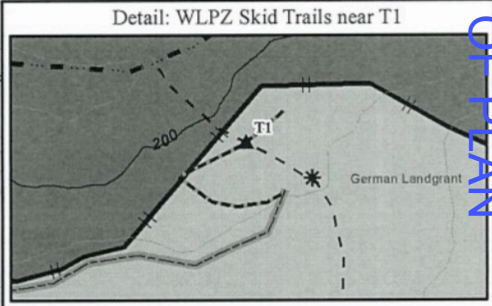 Detail: WLPZ Skid Trails near T1
200
T1
German Landgrant
OF PLAN